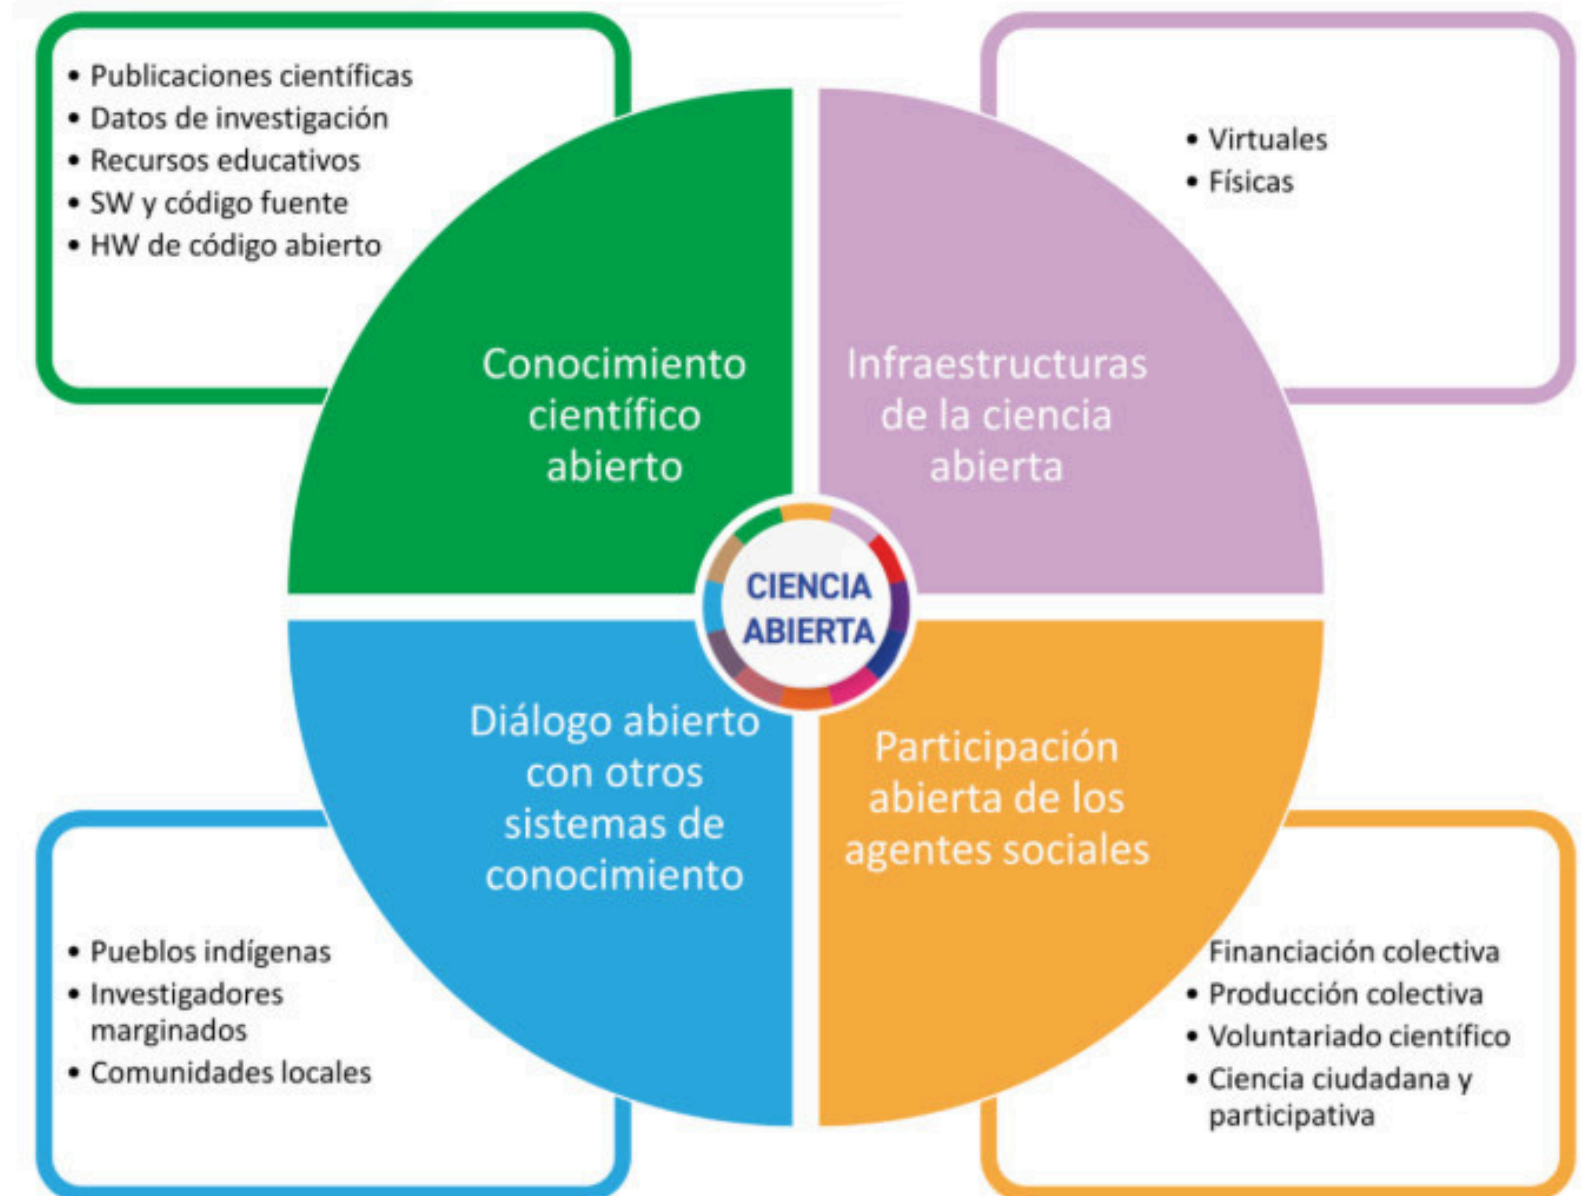 • Publicaciones científicas
• Datos de investigación
• Recursos educativos
• SW y código fuente
• HW de código abierto
• Virtuales
• Físicas
Conocimiento
científico
abierto
Infraestructuras
de la ciencia
abierta
CIENCIA
ABIERTA
Diálogo abierto
con otros
sistemas de
conocimiento
Participación
abierta de los
agentes sociales
• Pueblos indígenas
• Investigadores
marginados
• Comunidades locales
Financiación colectiva
• Producción colectiva
• Voluntariado científico
• Ciencia ciudadana y
participativa